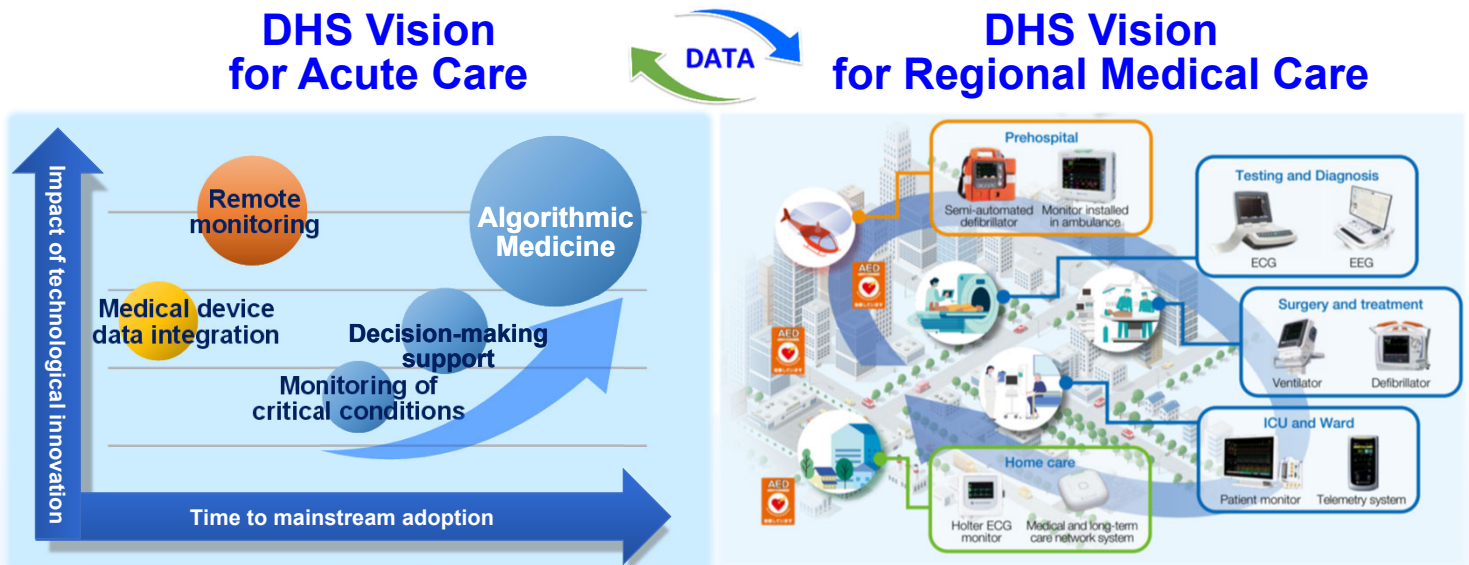 DHS Vision
for Acute Care
DATA
DHS Vision
for Regional Medical Care
Impact of technological innovation
Remote
monitoring
Algorithmic
Medicine
Medical device
data integration
Decision-making
support
Monitoring of
critical conditions
Time to mainstream adoption
Prehospital
Semi-automated
defibrillator
Monitor installed
in ambulance
Testing and Diagnosis
ECG
EEG
AED
Surgery and treatment
Ventilator
Defibrillator
AED
ICU and Ward
Patient monitor
Telemetry system
Home care
Holter ECG
monitor
Medical and long-term
care network system
AED